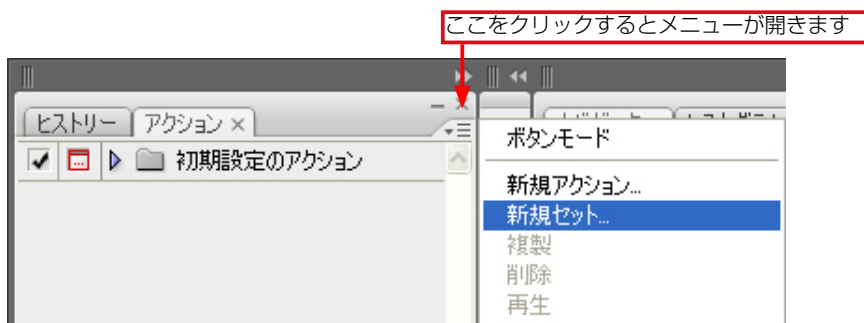 ここをクリックするとメニューが開きます
ヒストリー アクション ×
初期設定のアクション
ボタンモード
新規アクション...
新規セット...
複製
削除
再生